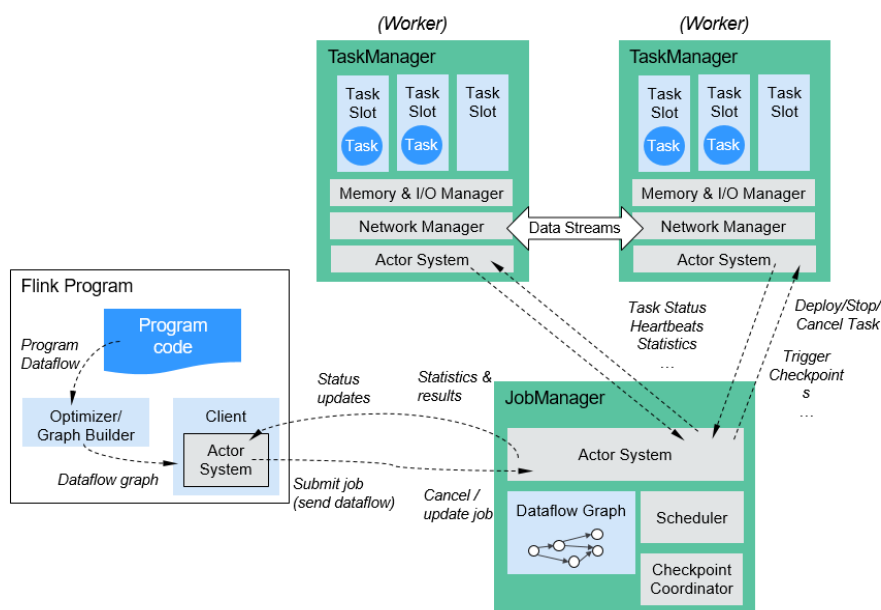 (Worker)
(Worker)
TaskManager
TaskManager
Task
Slot
Task
Slot
Task
Slot
Task
Slot
Task
Slot
Task
Slot
Task
Task
Task
Task
Memory & I/O Manager
Memory & I/O Manager
Network Manager
Data Streams
Network Manager
Actor System
Actor System
Flink Program
Program
code
Program
Dataflow
Optimizer/
Graph Builder
Client
Actor
System
Dataflow graph
Status
updates
Statistics &
results
Submit job
(send dataflow)
Cancel /
update job
Task Status
Heartbeats
Statistics
...
Deploy/Stop/
Cancel Task
Trigger
Checkpoint
s
...
JobManager
Actor System
Dataflow Graph
Scheduler
Checkpoint
Coordinator